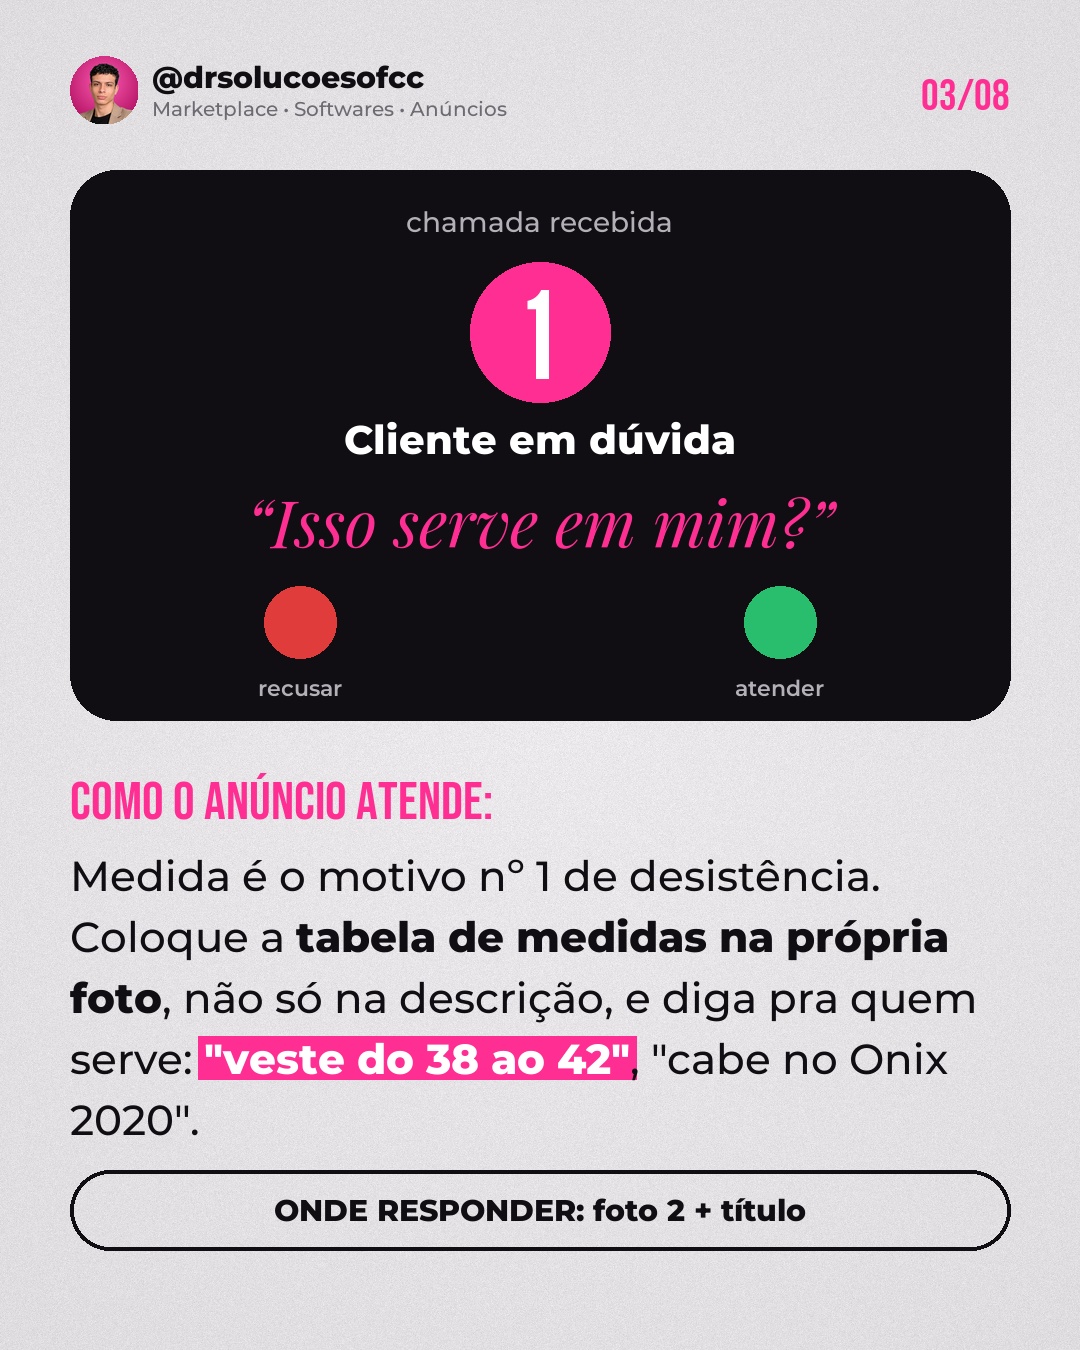 @drsolucoesofcc
Marketplace • Softwares • Anúncios
03/08
chamada recebida
1
Cliente em dúvida
“Isso serve em mim?”
recusar
atender
COMO O ANÚNCIO ATENDE:
Medida é o motivo nº 1 de desistência.
Coloque a tabela de medidas na própria
foto, não só na descrição, e diga pra quem
serve: "veste do 38 ao 42", "cabe no Onix
2020".
ONDE RESPONDER: foto 2 + título